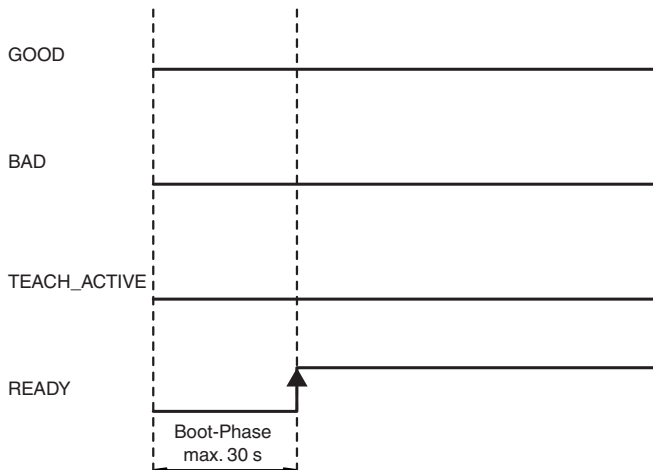 GOOD
BAD
TEACH_ACTIVE
READY
Boot-Phase
max. 30 s